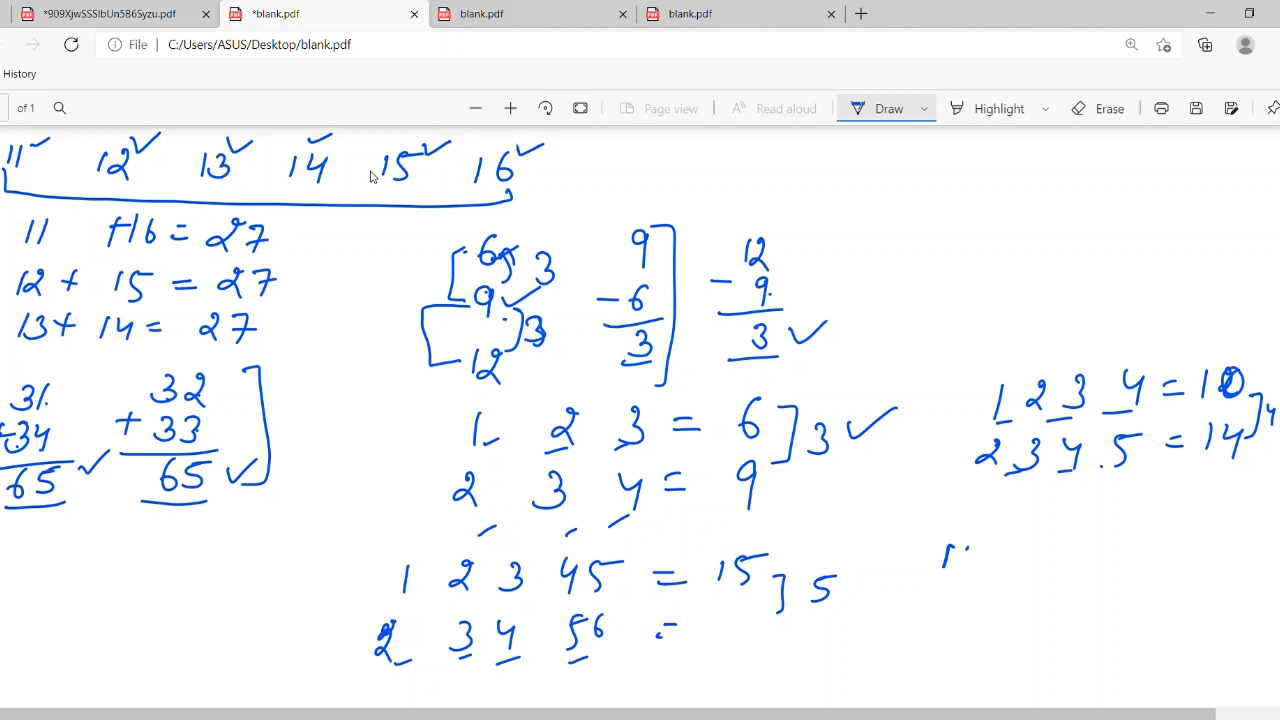 *909XjwSSSIbUn5B6Syzu.pdf
*blank.pdf
blank.pdf
blank.pdf
File
C:/Users/ASUS/Desktop/blank.pdf
History
of 1
Page view
Read aloud
Draw
Highlight
Erase
11 12 13 14 15 16
11 +16 = 27
12 + 15 = 27
13+ 14 = 27
31
34
65
32
+ 33
65
6
9
12
3
3
9
- 6
3
12
- 9
3
1 2 3 = 6
2 3 4 = 9
3
1 2 3 4 = 10
2 3 4 5 = 14
4
1 2 3 4 5 = 15
2 3 4 5 6 =
5